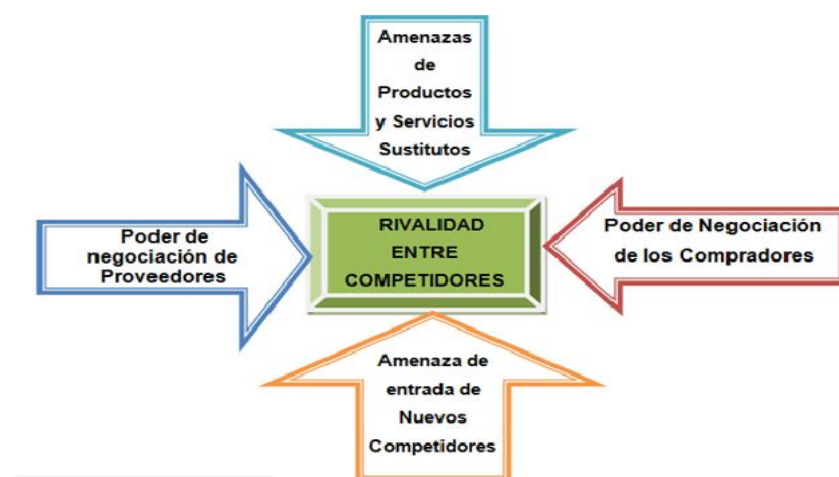 Amenazas
de
Productos
y Servicios
Sustitutos
Poder de
negociación de
Proveedores
RIVALIDAD
ENTRE
COMPETIDORES
Poder de Negociación
de los Compradores
Amenaza de
entrada de
Nuevos
Competidores